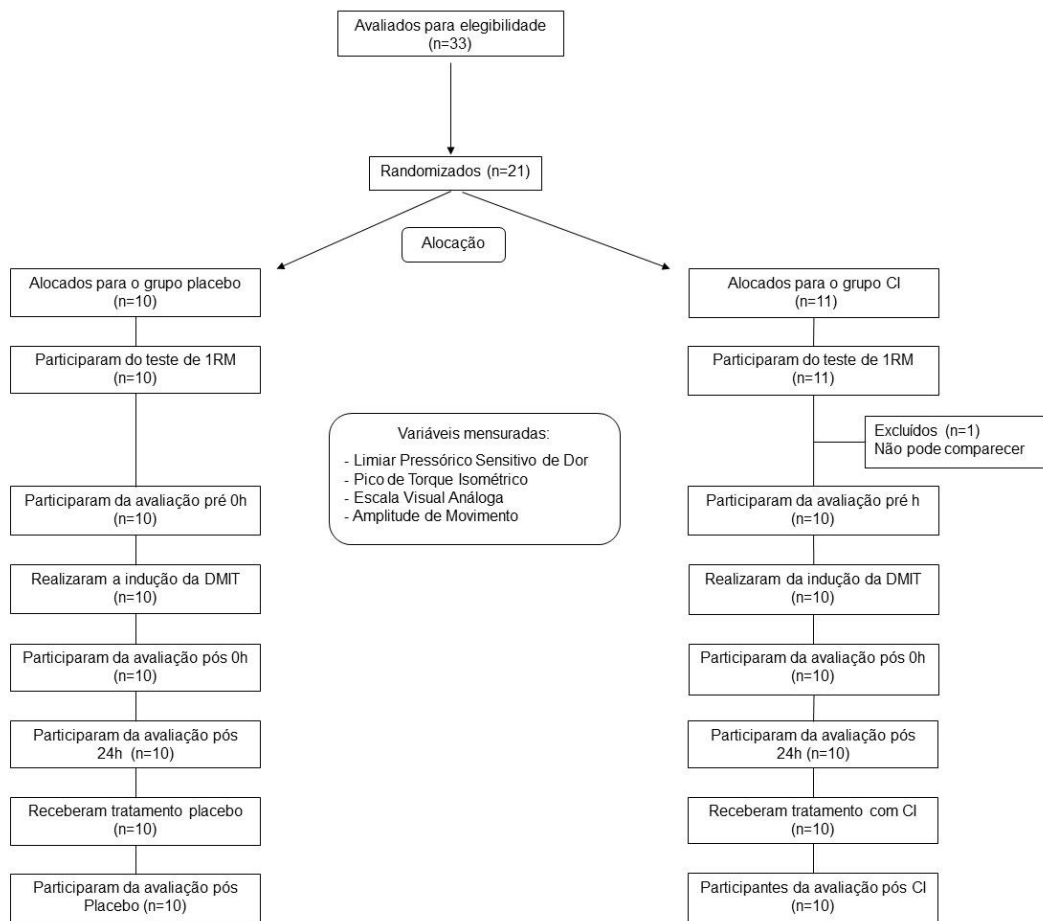 Avaliados para elegibilidade
(n=33)
Randomizados (n=21)
Alocação
Alocados para o grupo placebo
(n=10)
Alocados para o grupo CI
(n=11)
Participaram do teste de 1RM
(n=10)
Participaram do teste de 1RM
(n=11)
Excluídos (n=1)
Não pode comparecer
Variáveis mensuradas:
- Limiar Pressórico Sensitivo de Dor
- Pico de Torque Isométrico
- Escala Visual Análoga
- Amplitude de Movimento
Participaram da avaliação pré 0h
(n=10)
Participaram da avaliação pré h
(n=10)
Realizaram a indução da DMIT
(n=10)
Realizaram da indução da DMIT
(n=10)
Participaram da avaliação pós 0h
(n=10)
Participaram da avaliação pós 0h
(n=10)
Participaram da avaliação pós
24h (n=10)
Participaram da avaliação pós
24h (n=10)
Receberam tratamento placebo
(n=10)
Receberam tratamento com CI
(n=10)
Participaram da avaliação pós
Placebo (n=10)
Participantes da avaliação pós CI
(n=10)